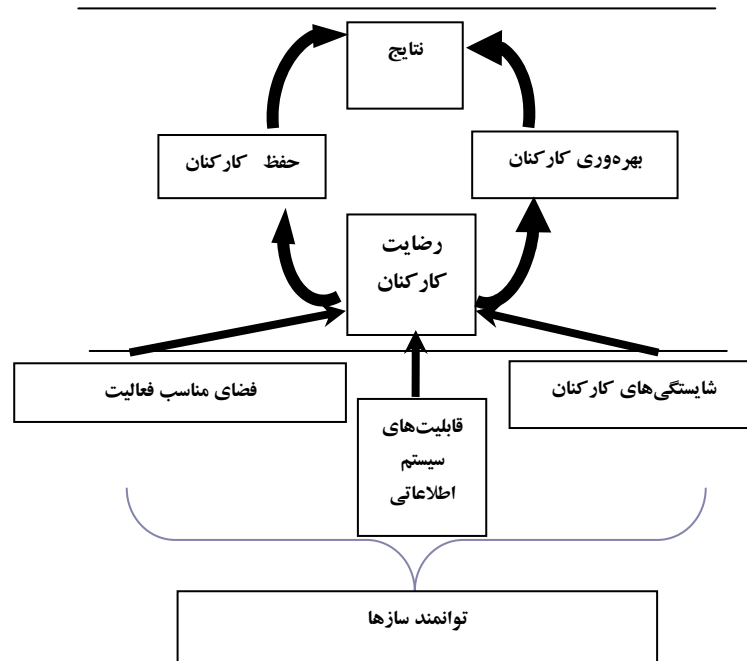 نتایج
بهره‌وری کارکنان
حفظ کارکنان
رضایت
کارکنان
شایستگی‌های کارکنان
فضای مناسب فعالیت
قابلیت‌های
سیستم
اطلاعاتی
توانمند سازها